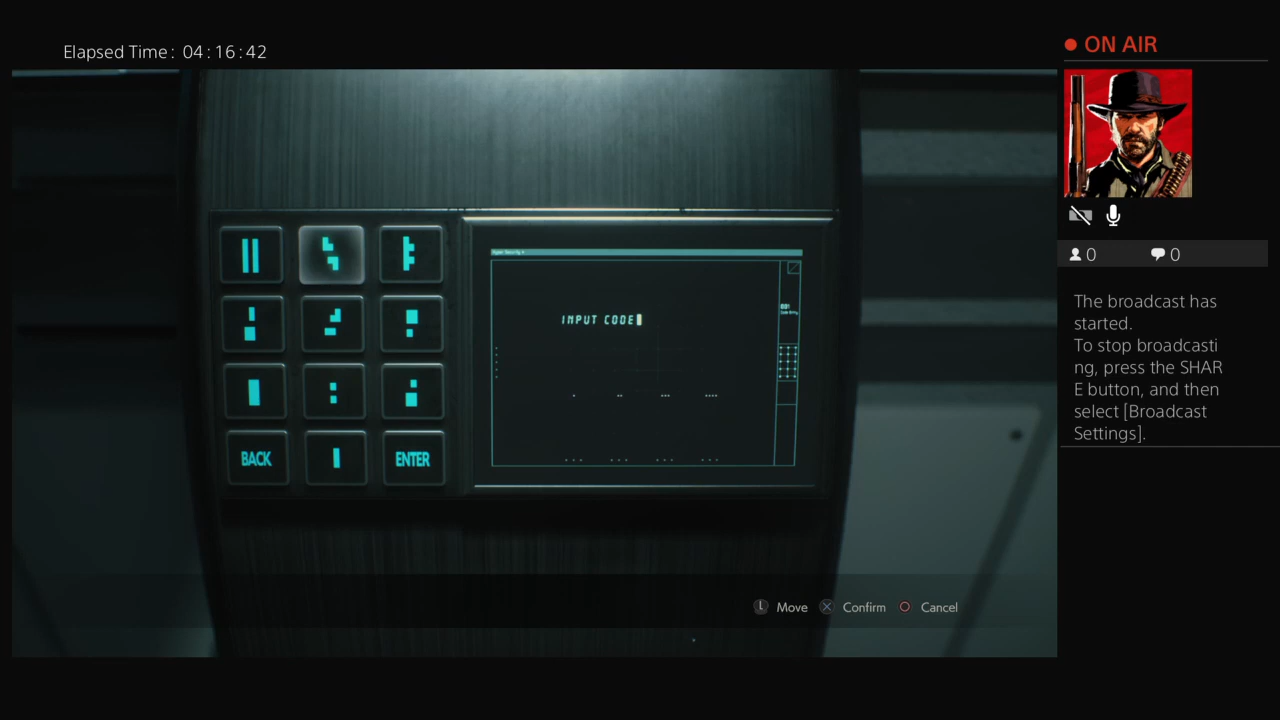 Elapsed Time: 04:16:42
ON AIR
0
0
INPUT CODE
BACK
ENTER
The broadcast has
started.
To stop broadcasti
ng, press the SHAR
E button, and then
select [Broadcast
Settings].
Move
Confirm
Cancel